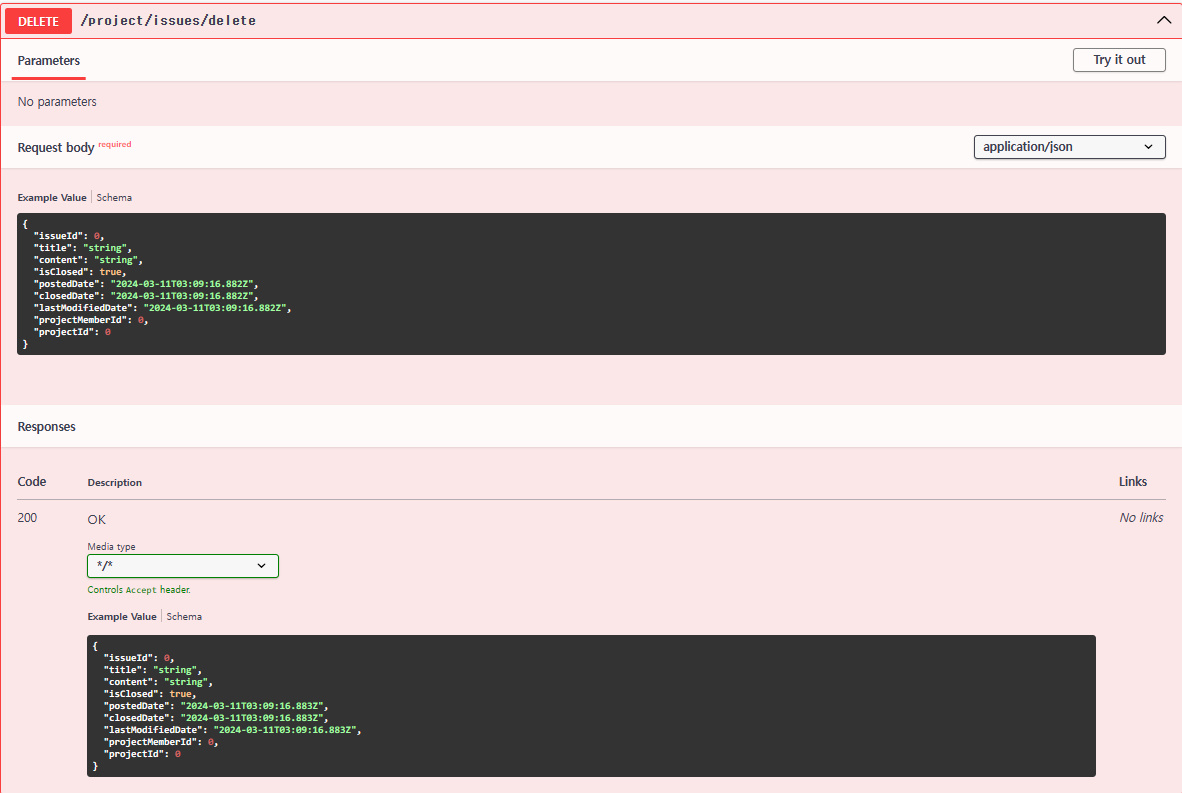 DELETE /project/issues/delete
Parameters
Try it out
No parameters
Request body required
application/json
Example Value Schema
{
  "issueId": 0,
  "title": "string",
  "content": "string",
  "isClosed": true,
  "postedDate": "2024-03-11T03:09:16.882Z",
  "closedDate": "2024-03-11T03:09:16.882Z",
  "lastModifiedDate": "2024-03-11T03:09:16.882Z",
  "projectMemberId": 0,
  "projectId": 0
}
Responses
Code Description Links
200 OK No links
Media type
*/*
Controls Accept header.
Example Value Schema
{
  "issueId": 0,
  "title": "string",
  "content": "string",
  "isClosed": true,
  "postedDate": "2024-03-11T03:09:16.883Z",
  "closedDate": "2024-03-11T03:09:16.883Z",
  "lastModifiedDate": "2024-03-11T03:09:16.883Z",
  "projectMemberId": 0,
  "projectId": 0
}